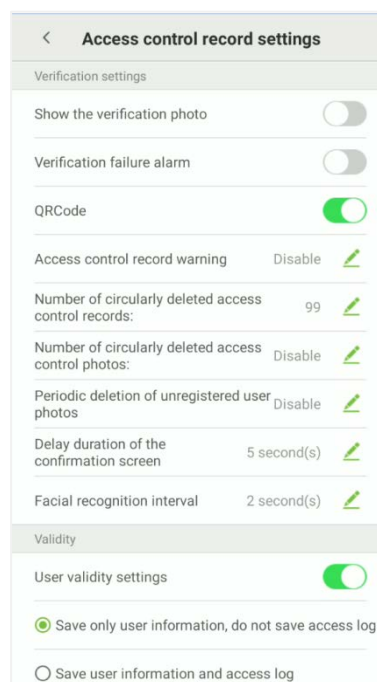 Access control record settings
Verification settings
Show the verification photo
Verification failure alarm
QRCode
Access control record warning Disable
Number of circularly deleted access
control records: 99
Number of circularly deleted access
control photos: Disable
Periodic deletion of unregistered user
photos Disable
Delay duration of the
confirmation screen 5 second(s)
Facial recognition interval 2 second(s)
Validity
User validity settings
Save only user information, do not save access log
Save user information and access log